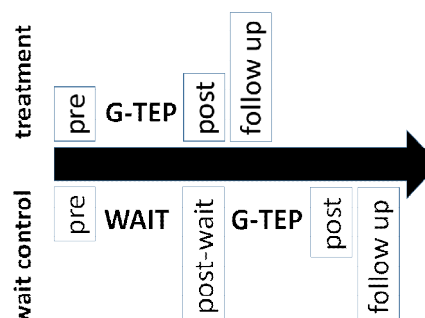 treatment
pre
G-TEP
post
follow up
wait control
pre
WAIT
post-wait
G-TEP
post
follow up